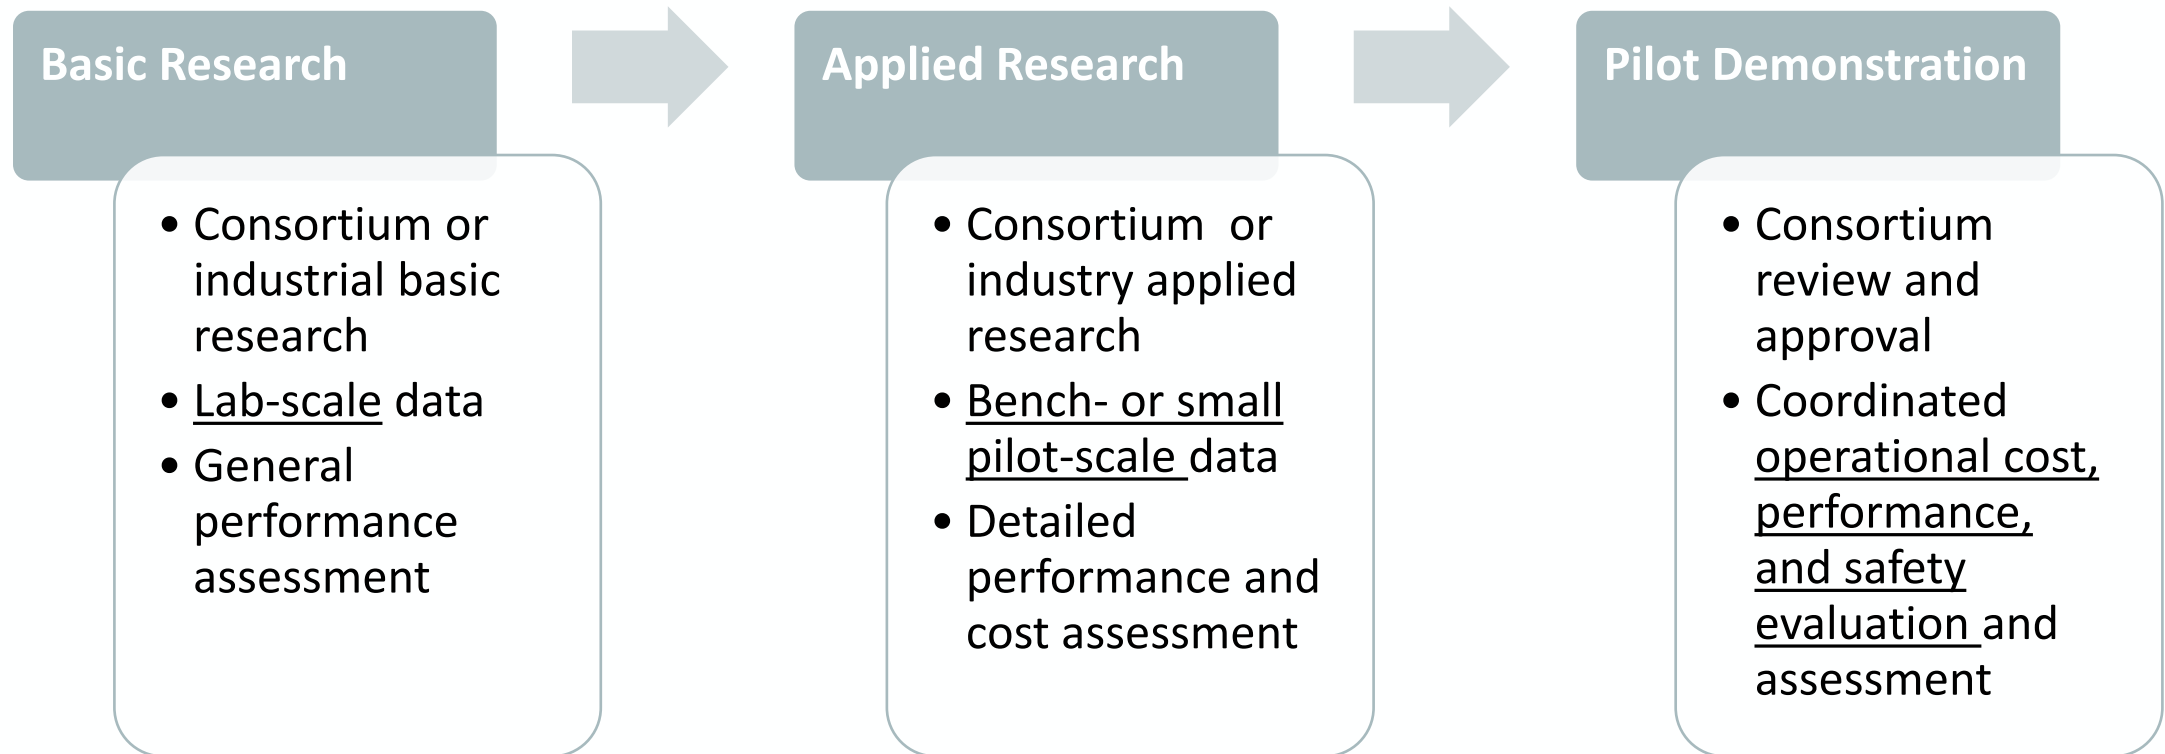 Basic Research
• Consortium or
industrial basic
research
• Lab-scale data
• General
performance
assessment
Applied Research
• Consortium or
industry applied
research
• Bench- or small
pilot-scale data
• Detailed
performance and
cost assessment
Pilot Demonstration
• Consortium
review and
approval
• Coordinated
operational cost,
performance,
and safety
evaluation and
assessment